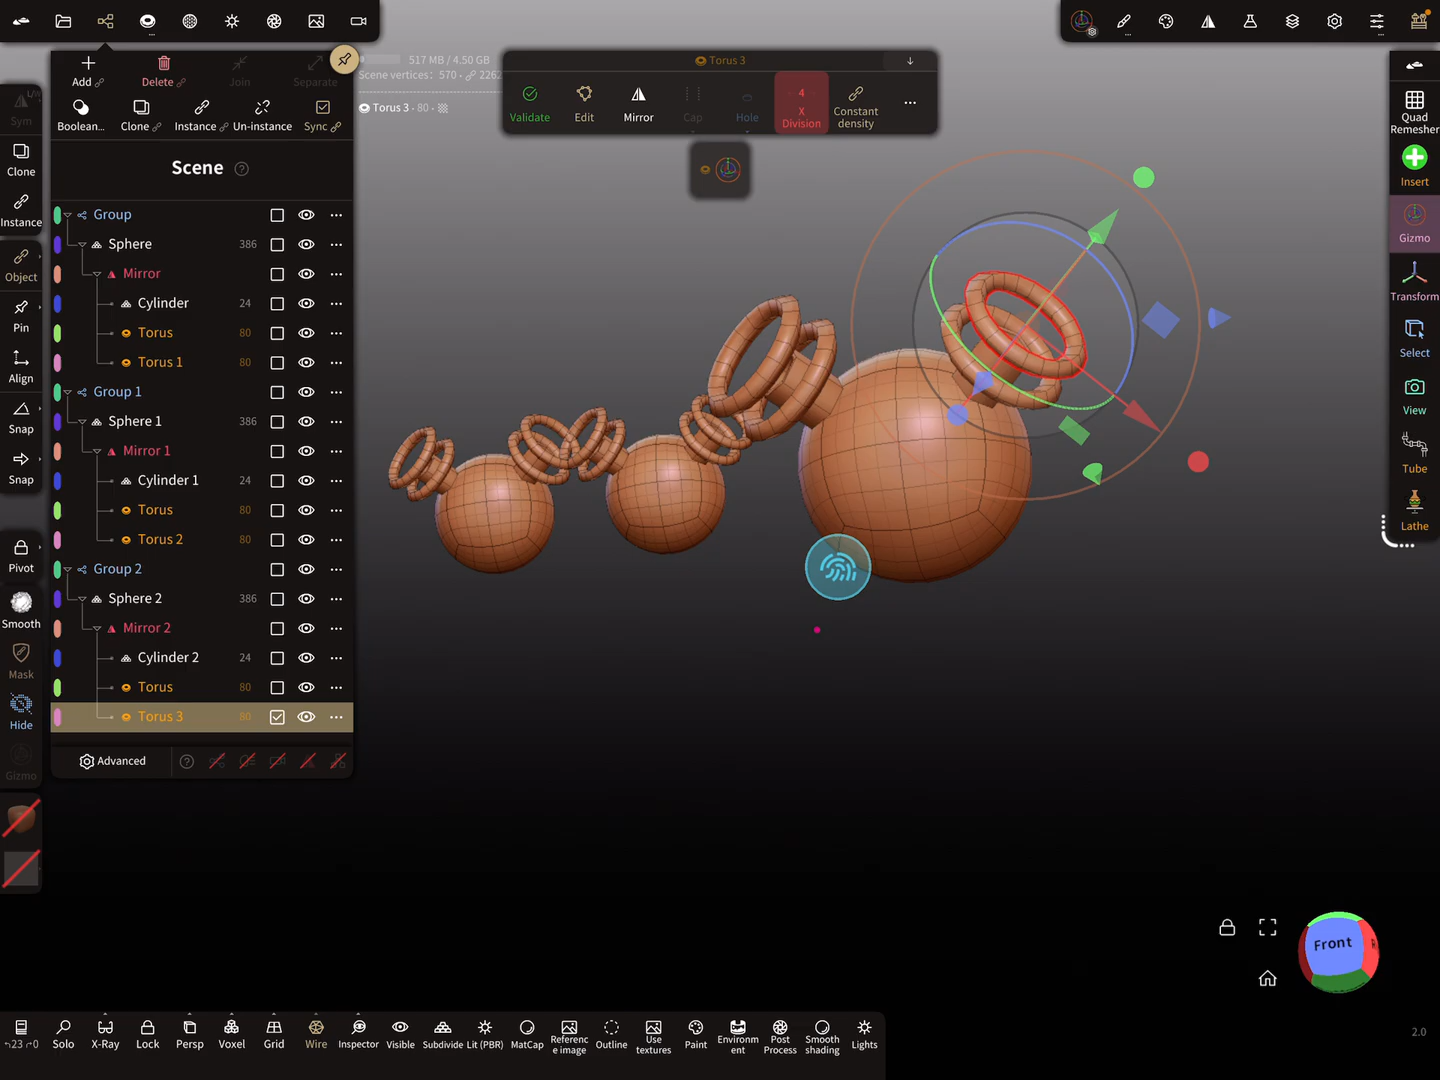 517 MB / 4.50 GB
Scene vertices: 570 • 2262
Torus 3 • 80 •
Add
Delete
Join
Separate
Boolean...
Clone
Instance
Un-instance
Sync
Scene
Group
Sphere 386
Mirror
Cylinder 24
Torus 80
Torus 1 80
Group 1
Sphere 1 386
Mirror 1
Cylinder 1 24
Torus 80
Torus 2 80
Group 2
Sphere 2 386
Mirror 2
Cylinder 2 24
Torus 80
Torus 3 80
Advanced
Torus 3
Validate
Edit
Mirror
Cap
Hole
4
X
Division
Constant
density
Sym
Clone
Instance
Object
Pin
Align
Snap
Snap
Pivot
Smooth
Mask
Hide
Gizmo
Quad
Remesher
Insert
Gizmo
Transform
Select
View
Tube
Lathe
Front
2.0
23 0
Solo
X-Ray
Lock
Persp
Voxel
Grid
Wire
Inspector
Visible
Subdivide
Lit (PBR)
MatCap
Referenc
e image
Outline
Use
textures
Paint
Environm
ent
Post
Process
Smooth
shading
Lights